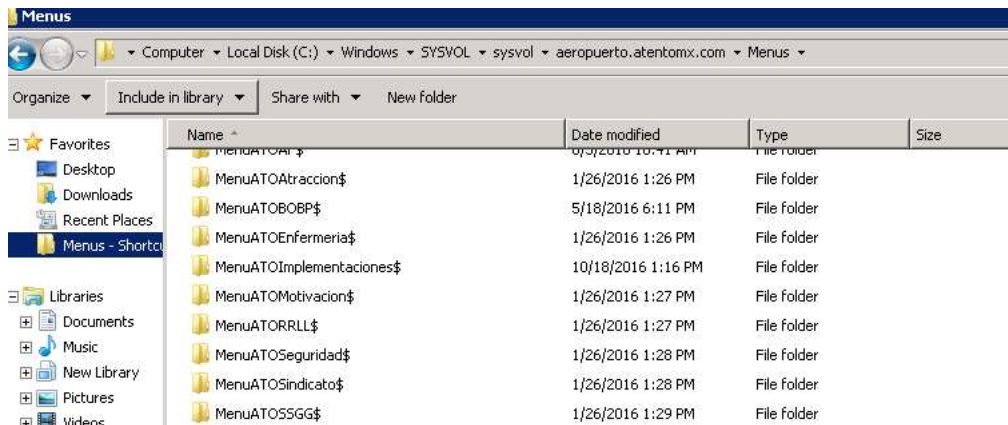 Menus
Computer Local Disk (C:) Windows SYSVOL sysvol aeropuerto.atentomx.com Menus
Organize Include in library Share with New folder
Name Date modified Type Size
Favorites
Desktop
Downloads
Recent Places
Menus - Shortcu
Libraries
Documents
Music
New Library
Pictures
Videos
MenuATOAtraccion$ 1/26/2016 1:26 PM File folder
MenuATOBOBP$ 5/18/2016 6:11 PM File folder
MenuATOEnfermeria$ 1/26/2016 1:26 PM File folder
MenuATOImplementaciones$ 10/18/2016 1:16 PM File folder
MenuATOMotivacion$ 1/26/2016 1:27 PM File folder
MenuATORRLL$ 1/26/2016 1:27 PM File folder
MenuATOSeguridad$ 1/26/2016 1:28 PM File folder
MenuATOSindicato$ 1/26/2016 1:28 PM File folder
MenuATOSSGG$ 1/26/2016 1:29 PM File folder